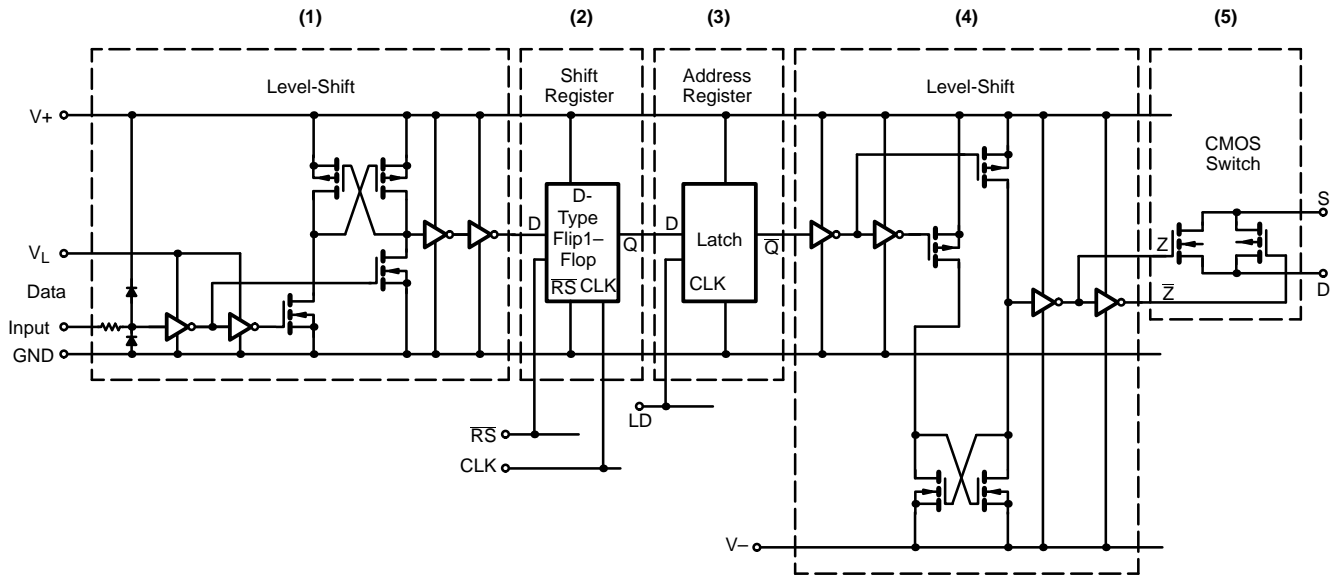 (1)
(2)
(3)
(4)
(5)
Level-Shift
Shift
Register
Address
Register
Level-Shift
CMOS
Switch
V+
VL
Data
Input
GND
D
D-
Type
Flip1–
Flop
RS CLK
Q
D
Latch
CLK
Q
Z
Z
S
D
LD
RS
CLK
V–